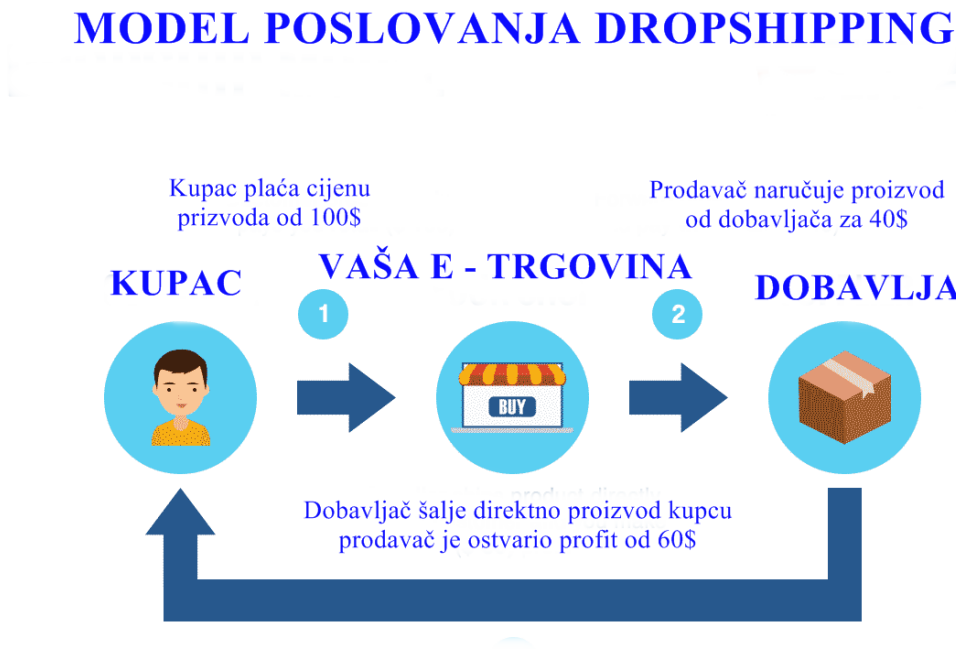 MODEL POSLOVANJA DROPSHIPPING
Kupac plaća cijenu
prizvoda od 100$
Prodavač naručuje proizvod
od dobavljača za 40$
KUPAC
VAŠA E - TRGOVINA
DOBAVLJA
1
2
BUY
Dobavljač šalje direktno proizvod kupcu
prodavač je ostvario profit od 60$